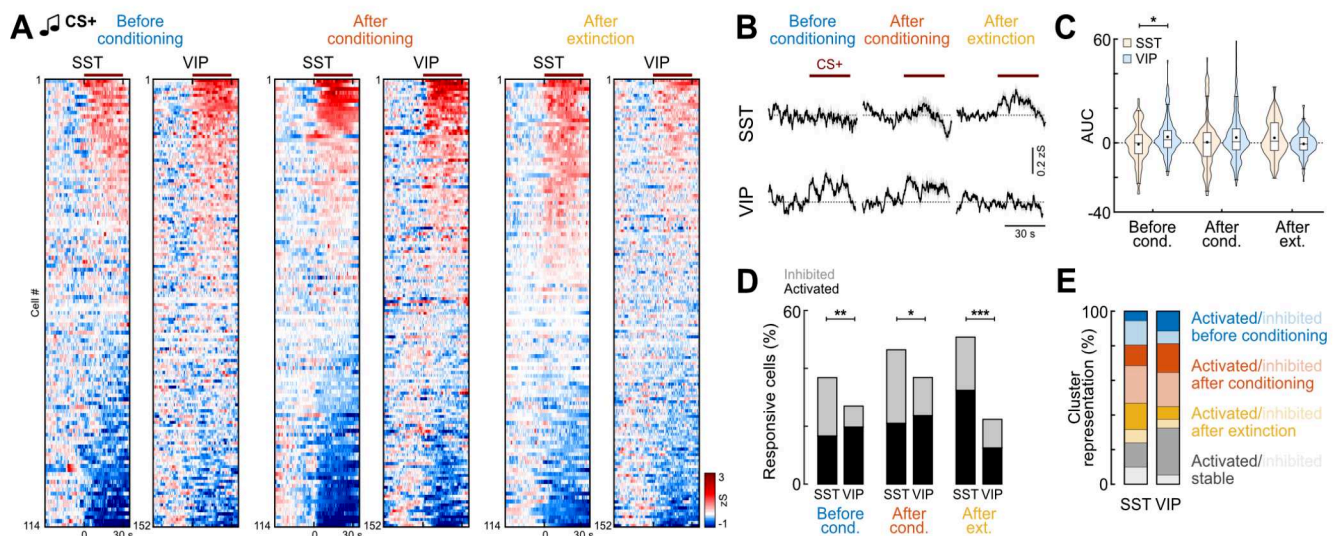 A
CS+
Before
conditioning
After
conditioning
After
extinction
SST
VIP
SST
VIP
SST
VIP
1
1
1
1
1
1
Cell #
114
152
114
152
114
152
0
30 s
0
30 s
0
30 s
3
zS
-1
B
Before
conditioning
After
conditioning
After
extinction
CS+
SST
VIP
0.2 zS
30 s
C
60
SST
VIP
*
AUC
0
-40
Before
cond.
After
cond.
After
ext.
D
Inhibited
Activated
60
Responsive cells (%)
0
** * ***
SST VIP SST VIP SST VIP
Before
cond.
After
cond.
After
ext.
E
100
80
60
40
20
0
Cluster
representation (%)
SST VIP
Activated/inhibited
before conditioning
Activated/inhibited
after conditioning
Activated/inhibited
after extinction
Activated/inhibited
stable